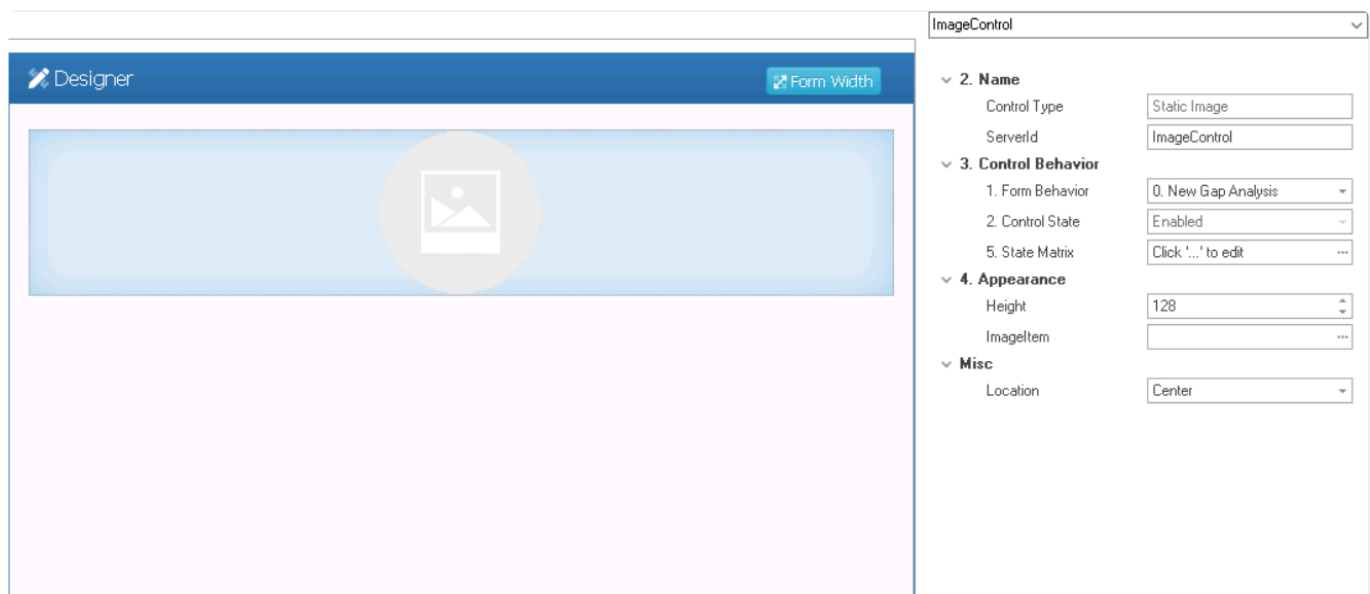 ImageControl
Designer
Form Width
2. Name
Control Type Static Image
ServerId ImageControl
3. Control Behavior
1. Form Behavior 0. New Gap Analysis
2. Control State Enabled
5. State Matrix Click '...' to edit ...
4. Appearance
Height 128
ImageItem ...
Misc
Location Center